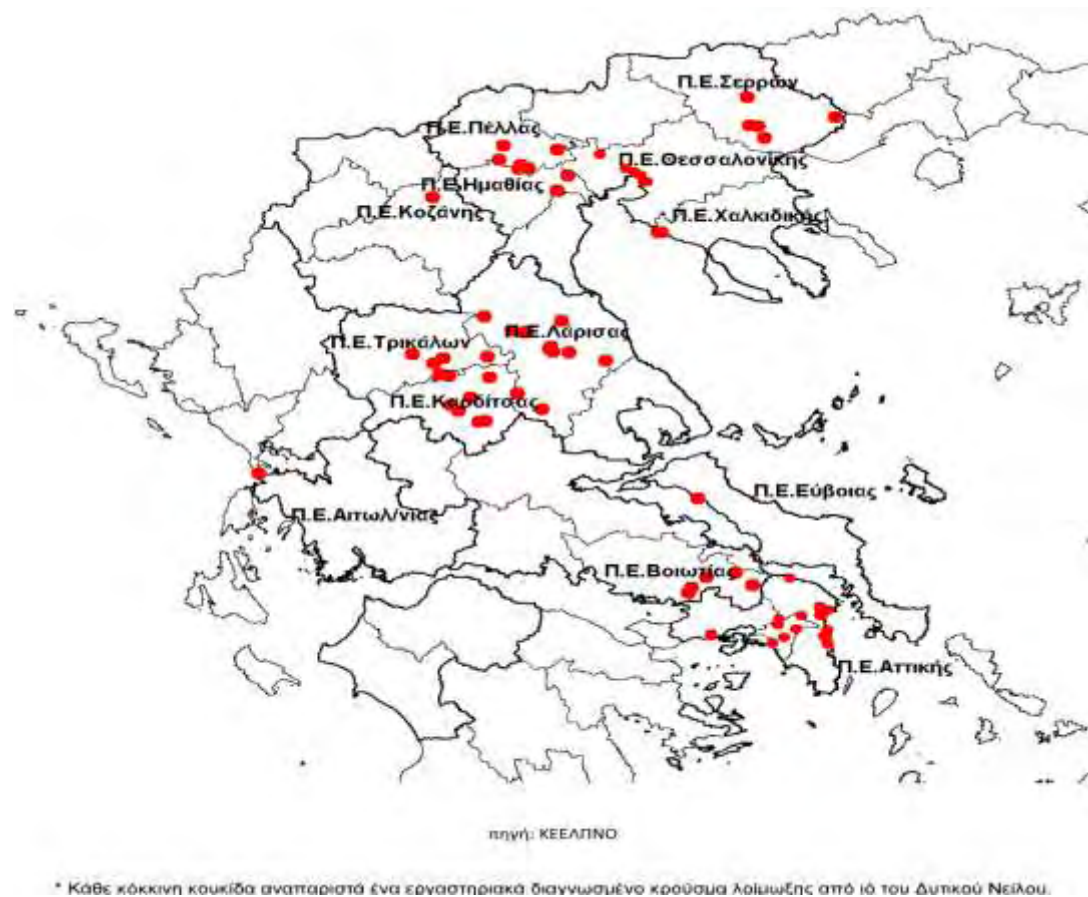 Π.Ε.Σερρών
Π.Ε.Πέλλας
Π.Ε.Θεσσαλονίκης
Π.Ε.Ημαθίας
Π.Ε.Κοζάνης
Π.Ε.Χαλκιδικής
Π.Ε.Λάρισας
Π.Ε.Τρικάλων
Π.Ε.Καρδίτσας
Π.Ε.Εύβοιας
Π.Ε.Αιτωλ/νίας
Π.Ε.Βοιωτίας
Π.Ε.Αττικής
πηγή: ΚΕΕΛΠΝΟ
* Κάθε κόκκινη κουκίδα αναπαριστά ένα εργαστηριακά διαγνωσμένο κρούσμα λοίμωξης από ιό του Δυτικού Νείλου.